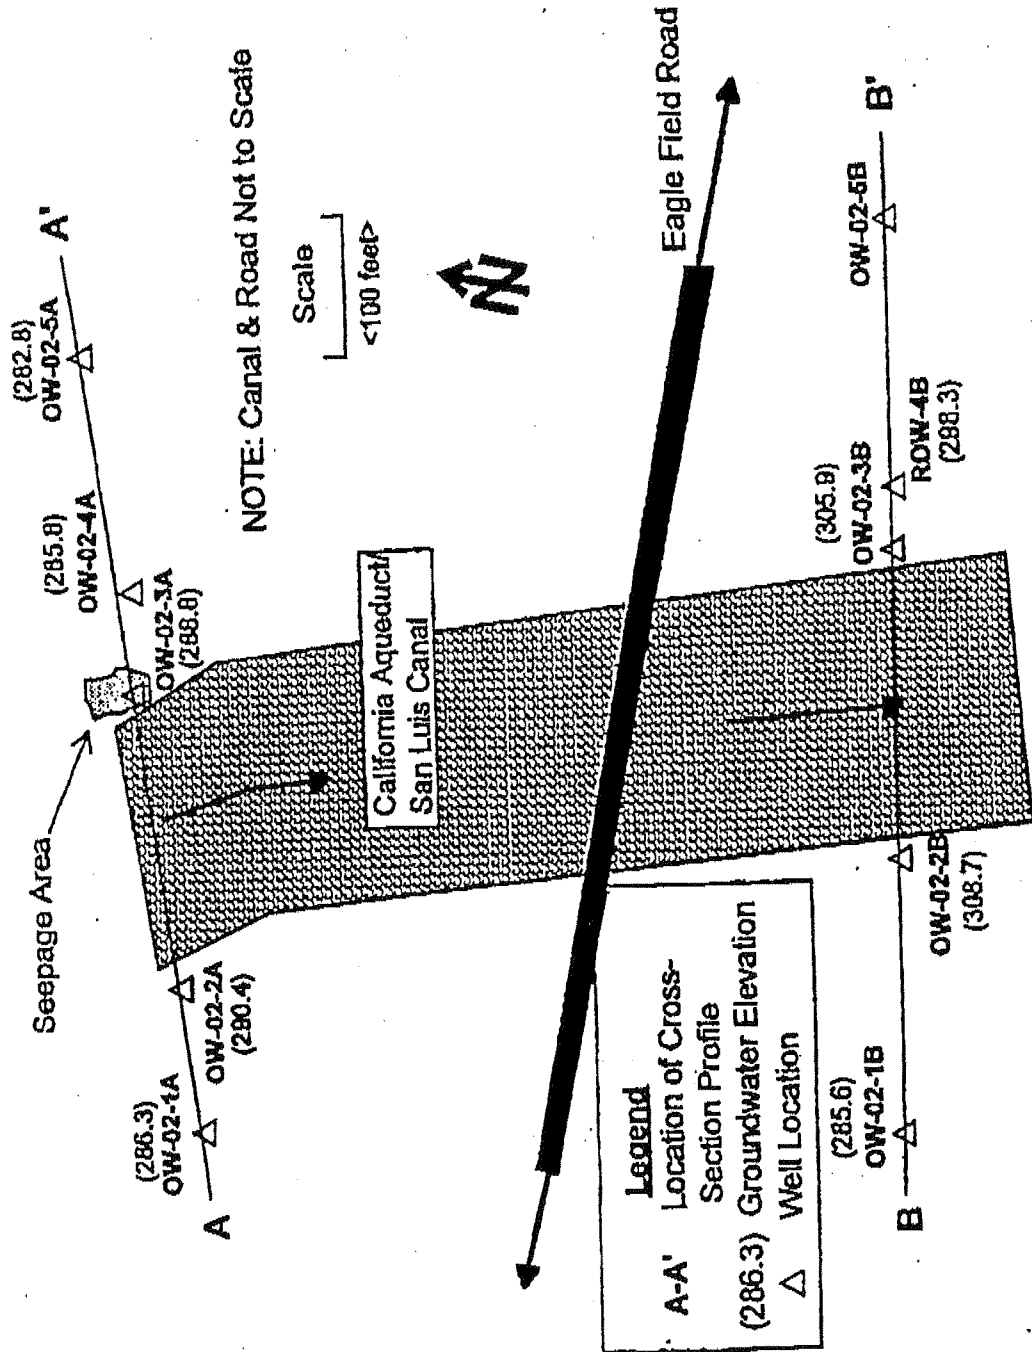 Seepage Area
(286.3)
OW-02-1A
A
OW-02-2A
(290.4)
OW-02-3A
(288.8)
(285.8)
OW-02-4A
(282.8)
OW-02-5A
A'
NOTE: Canal & Road Not to Scale
Scale
<100 feet>
N
California Aqueduct/
San Luis Canal
Eagle Field Road
Legend
A-A' Location of Cross-
Section Profile
(286.3) Groundwater Elevation
△ Well Location
(285.6)
OW-02-1B
B
OW-02-2B
(308.7)
(305.9)
OW-02-3B
ROW-4B
(298.3)
OW-02-5B
B'